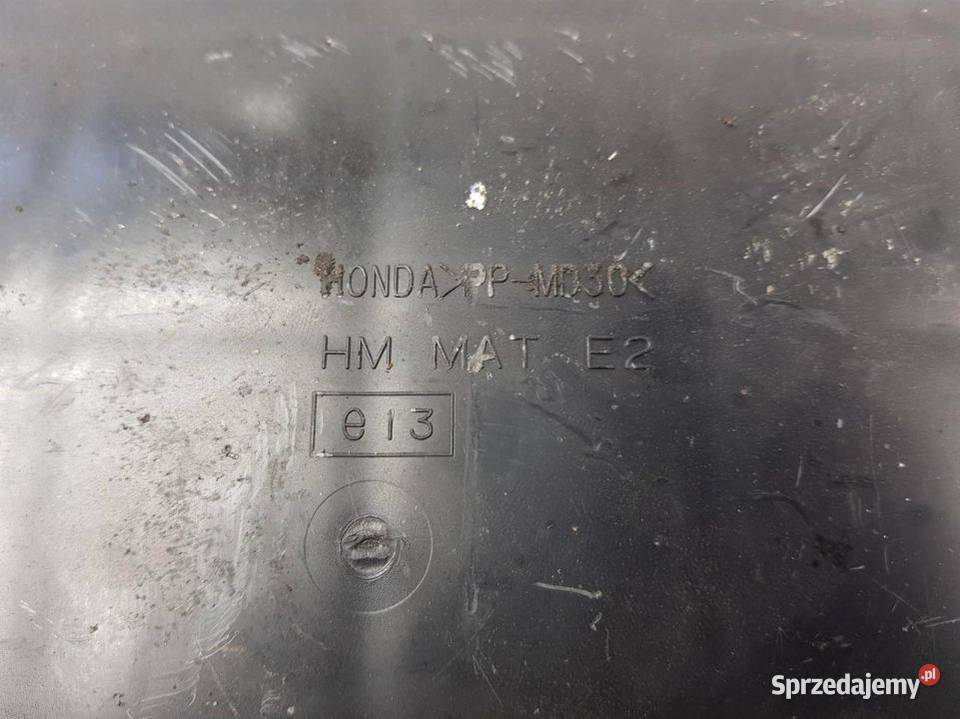 HONDA>PP-MD30<
HM MAT E2
e13
Sprzedajemy.pl